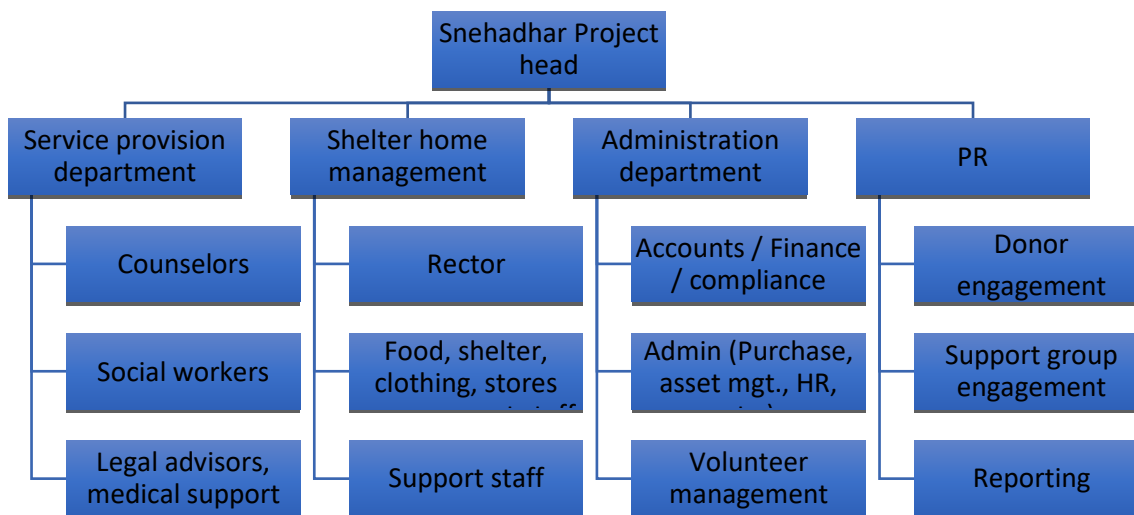 Snehadhar Project
head
Service provision
department
Shelter home
management
Administration
department
PR
Counselors
Rector
Accounts / Finance
/ compliance
Donor
engagement
Social workers
Food, shelter,
clothing, stores
Admin (Purchase,
asset mgt., HR,
Support group
engagement
Legal advisors,
medical support
Support staff
Volunteer
management
Reporting